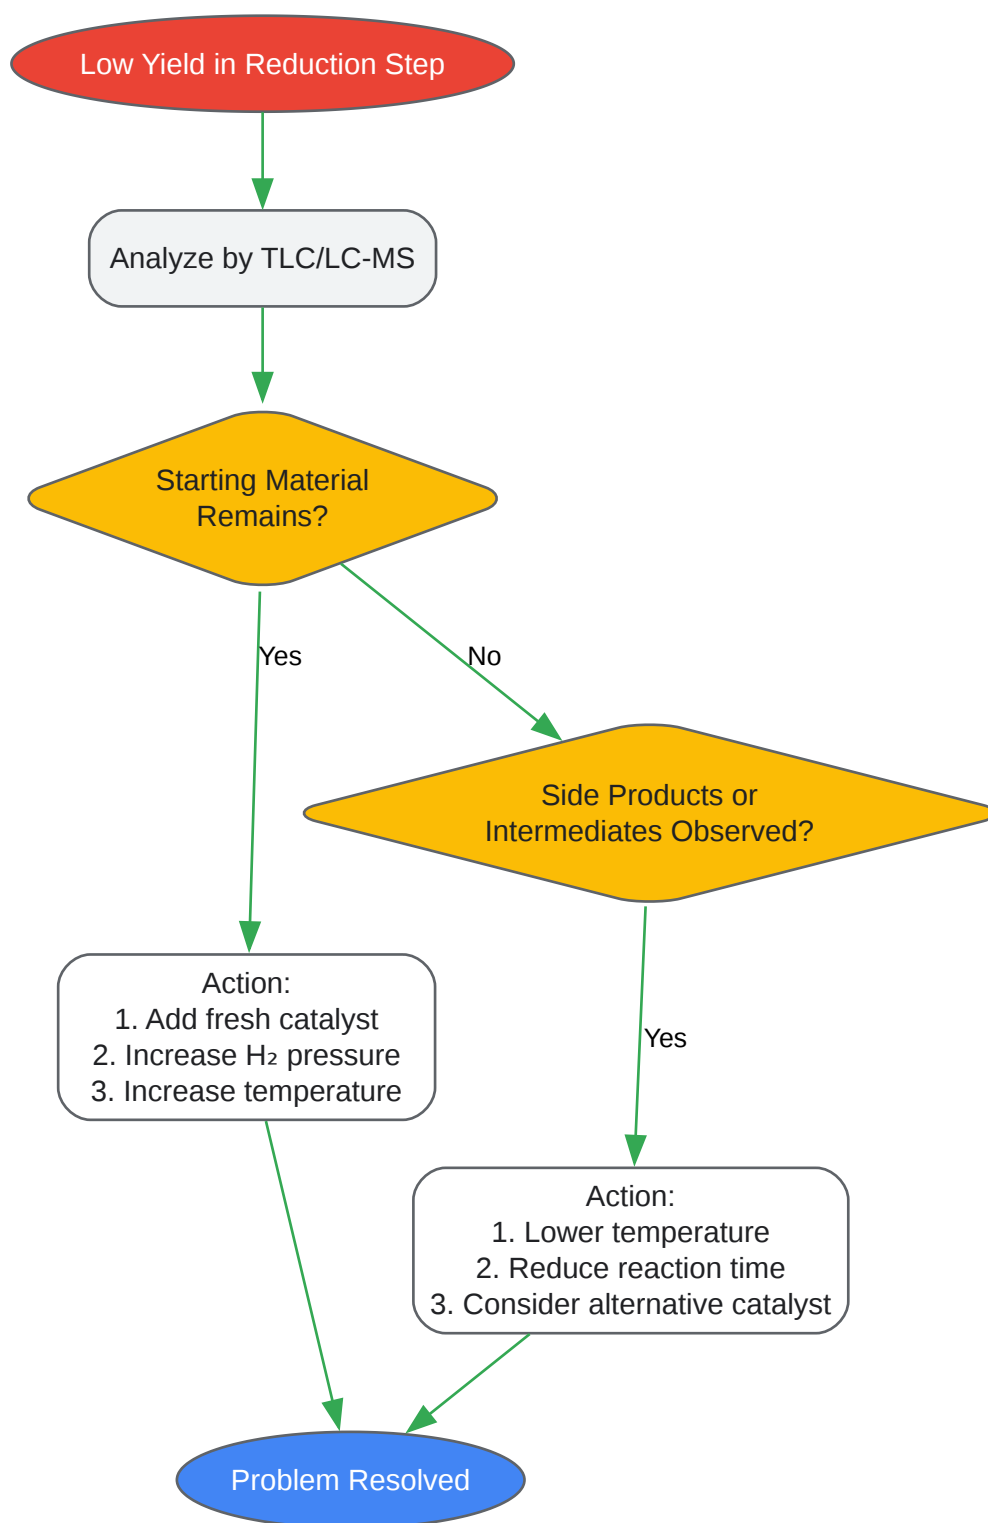 Low Yield in Reduction Step
Analyze by TLC/LC-MS
Starting Material
Remains?
Yes
No
Side Products or
Intermediates Observed?
Action:
1. Add fresh catalyst
2. Increase H₂ pressure
3. Increase temperature
Yes
Action:
1. Lower temperature
2. Reduce reaction time
3. Consider alternative catalyst
Problem Resolved